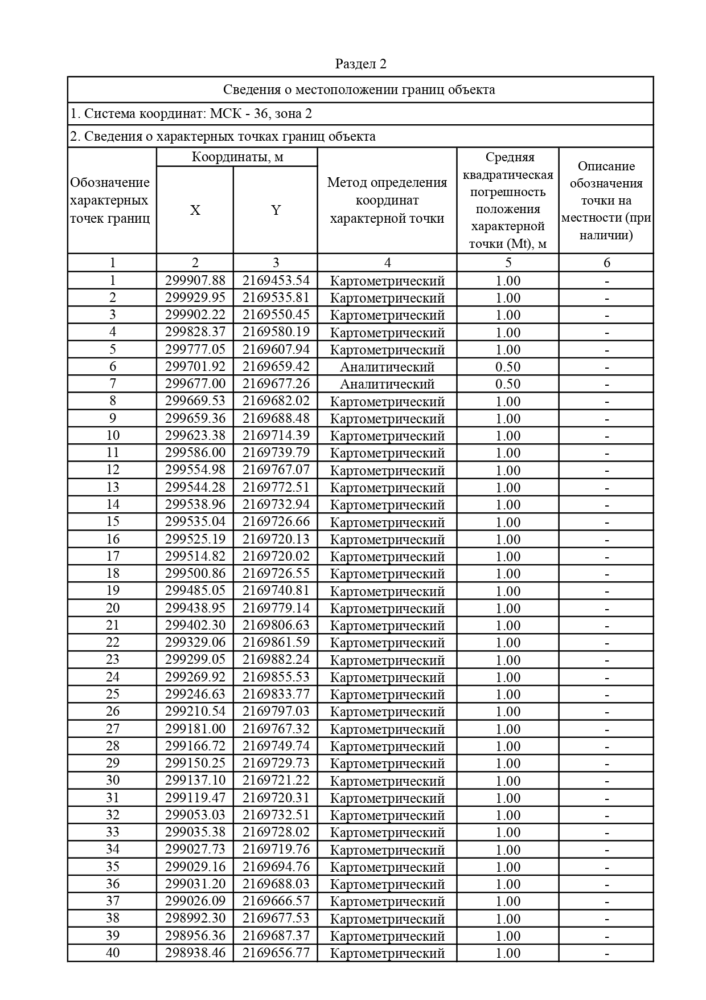 Раздел 2
Сведения о местоположении границ объекта
1. Система координат: МСК - 36, зона 2
2. Сведения о характерных точках границ объекта
Обозначение
характерных
точек границ
Координаты, м
X Y
Метод определения
координат
характерной точки
Средняя
квадратическая
погрешность
положения
характерной
точки (Mt), м
Описание
обозначения
точки на
местности (при
наличии)
1 2 3 4 5 6
1 299907.88 2169453.54 Картометрический 1.00 -
2 299929.95 2169535.81 Картометрический 1.00 -
3 299902.22 2169550.45 Картометрический 1.00 -
4 299828.37 2169580.19 Картометрический 1.00 -
5 299777.05 2169607.94 Картометрический 1.00 -
6 299701.92 2169659.42 Аналитический 0.50 -
7 299677.00 2169677.26 Аналитический 0.50 -
8 299669.53 2169682.02 Картометрический 1.00 -
9 299659.36 2169688.48 Картометрический 1.00 -
10 299623.38 2169714.39 Картометрический 1.00 -
11 299586.00 2169739.79 Картометрический 1.00 -
12 299554.98 2169767.07 Картометрический 1.00 -
13 299544.28 2169772.51 Картометрический 1.00 -
14 299538.96 2169732.94 Картометрический 1.00 -
15 299535.04 2169726.66 Картометрический 1.00 -
16 299525.19 2169720.13 Картометрический 1.00 -
17 299514.82 2169720.02 Картометрический 1.00 -
18 299500.86 2169726.55 Картометрический 1.00 -
19 299485.05 2169740.81 Картометрический 1.00 -
20 299438.95 2169779.14 Картометрический 1.00 -
21 299402.30 2169806.63 Картометрический 1.00 -
22 299329.06 2169861.59 Картометрический 1.00 -
23 299299.05 2169882.24 Картометрический 1.00 -
24 299269.92 2169855.53 Картометрический 1.00 -
25 299246.63 2169833.77 Картометрический 1.00 -
26 299210.54 2169797.03 Картометрический 1.00 -
27 299181.00 2169767.32 Картометрический 1.00 -
28 299166.72 2169749.74 Картометрический 1.00 -
29 299150.25 2169729.73 Картометрический 1.00 -
30 299137.10 2169721.22 Картометрический 1.00 -
31 299119.47 2169720.31 Картометрический 1.00 -
32 299053.03 2169732.51 Картометрический 1.00 -
33 299035.38 2169728.02 Картометрический 1.00 -
34 299027.73 2169719.76 Картометрический 1.00 -
35 299029.16 2169694.76 Картометрический 1.00 -
36 299031.20 2169688.03 Картометрический 1.00 -
37 299026.09 2169666.57 Картометрический 1.00 -
38 298992.30 2169677.53 Картометрический 1.00 -
39 298956.36 2169687.37 Картометрический 1.00 -
40 298938.46 2169656.77 Картометрический 1.00 -